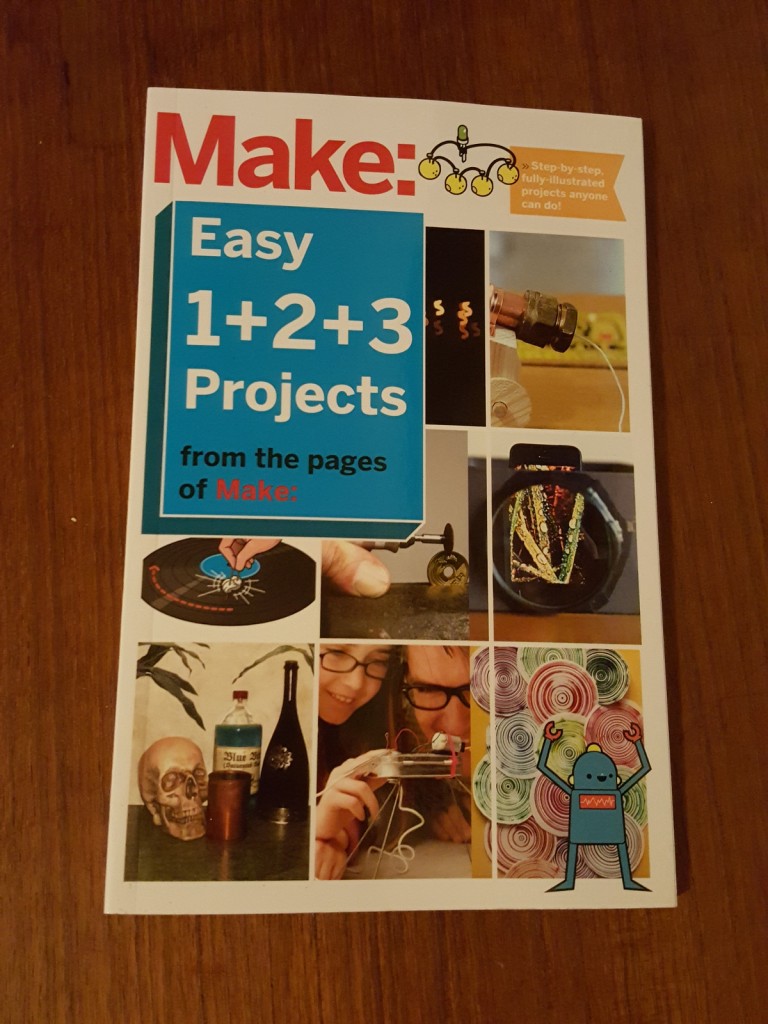 Make:
» Step-by-step,
fully-illustrated
projects anyone
can do!
Easy
1+2+3
Projects
from the pages
of Make: